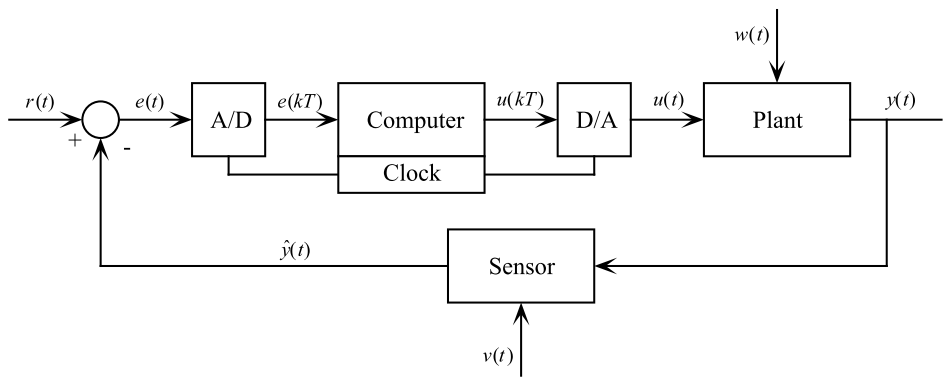 w(t)
r(t)
e(t)
A/D
e(kT)
Computer
u(kT)
D/A
u(t)
Plant
y(t)
+
-
Clock
ŷ(t)
Sensor
v(t)